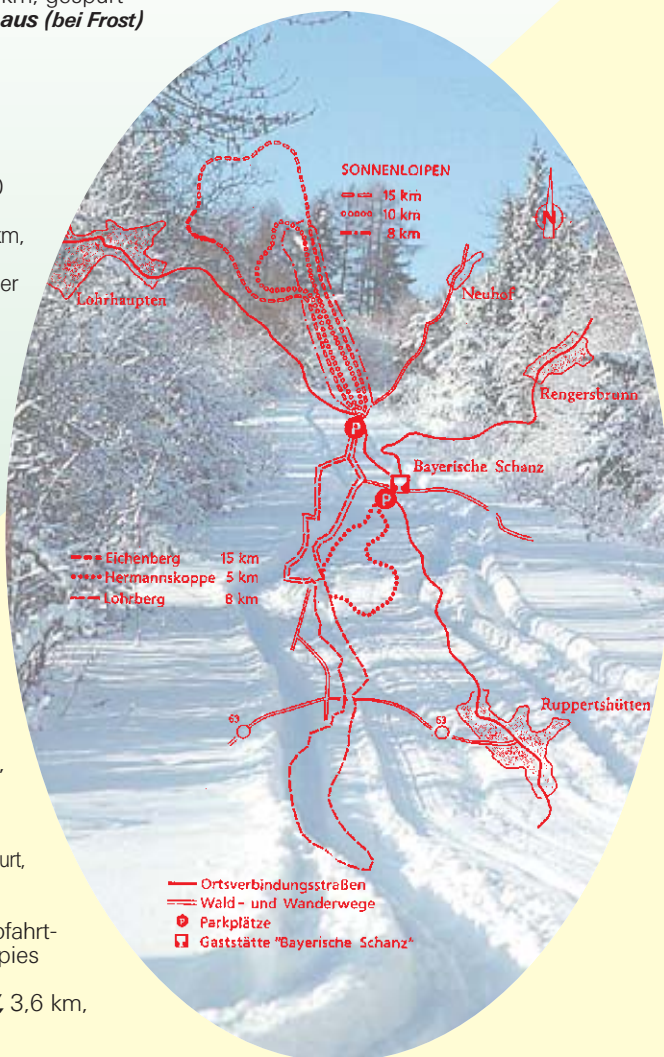 km, gespurt
aus (bei Frost)
km,
er
SONNENLOIPEN
15 km
10 km
8 km
N
Lohrhaupten
Neuhof
Rengersbrunn
P
Bayerische Schanz
P
Eichenberg 15 km
Hermannskoppe 5 km
Lohrberg 8 km
63
63
Ruppertshütten
,
urt,
Ortsverbindungsstraßen
Wald- und Wanderwege
P Parkplätze
Gaststätte "Bayerische Schanz"
ofahrt-
pies
3,6 km,